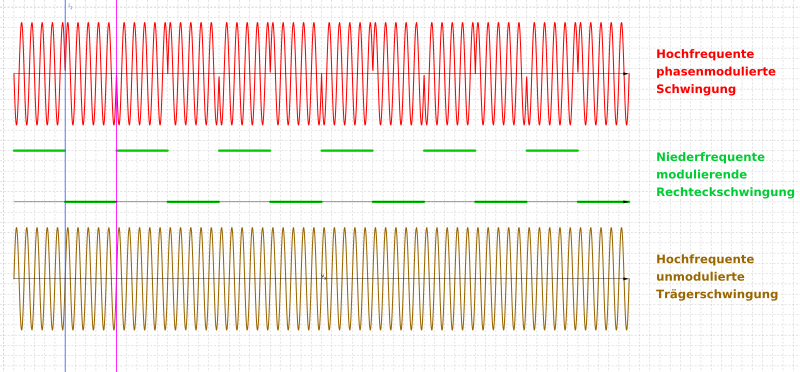 Hochfrequente
phasenmodulierte
Schwingung
Niederfrequente
modulierende
Rechteckschwingung
Hochfrequente
unmodulierte
Trägerschwingung